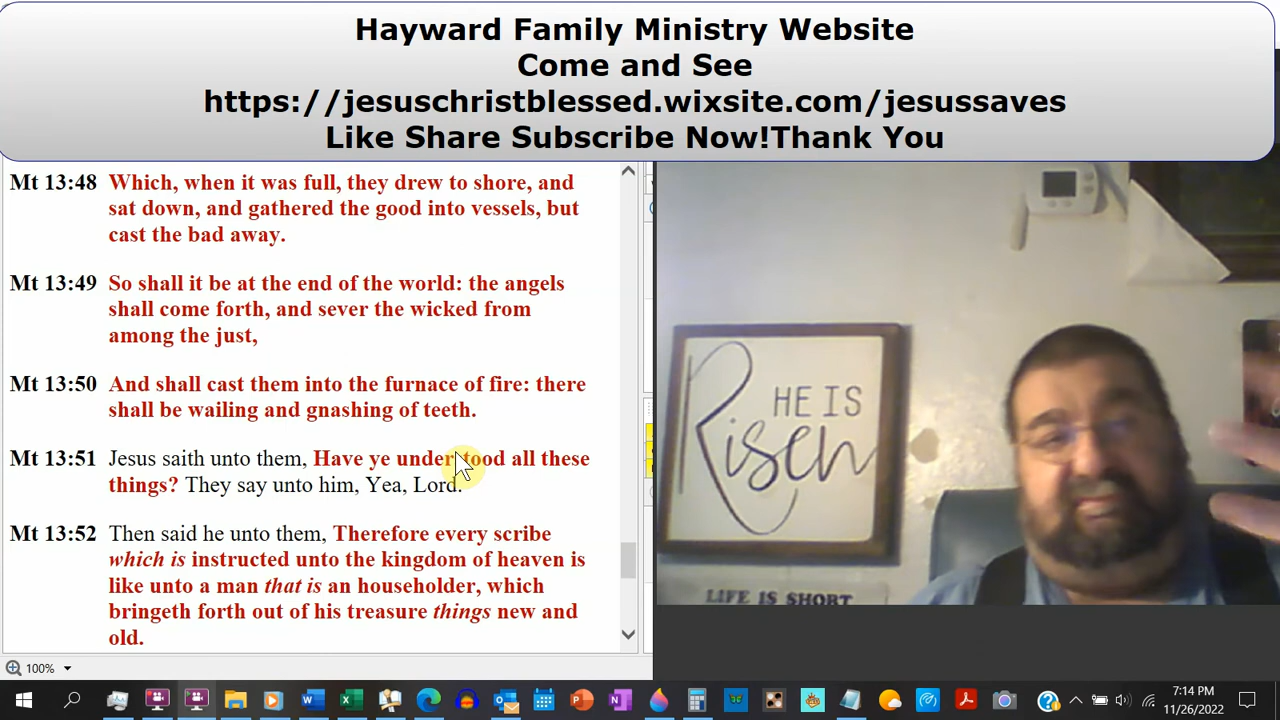 Hayward Family Ministry Website
Come and See
https://jesuschristblessed.wixsite.com/jesussaves
Like Share Subscribe Now!Thank You
Mt 13:48 Which, when it was full, they drew to shore, and
sat down, and gathered the good into vessels, but
cast the bad away.
Mt 13:49 So shall it be at the end of the world: the angels
shall come forth, and sever the wicked from
among the just,
Mt 13:50 And shall cast them into the furnace of fire: there
shall be wailing and gnashing of teeth.
Mt 13:51 Jesus saith unto them, Have ye understood all these
things? They say unto him, Yea, Lord.
Mt 13:52 Then said he unto them, Therefore every scribe
which is instructed unto the kingdom of heaven is
like unto a man that is an householder, which
bringeth forth out of his treasure things new and
old.
HE IS
Risen
LIFE IS SHORT
100%
7:14 PM
11/26/2022